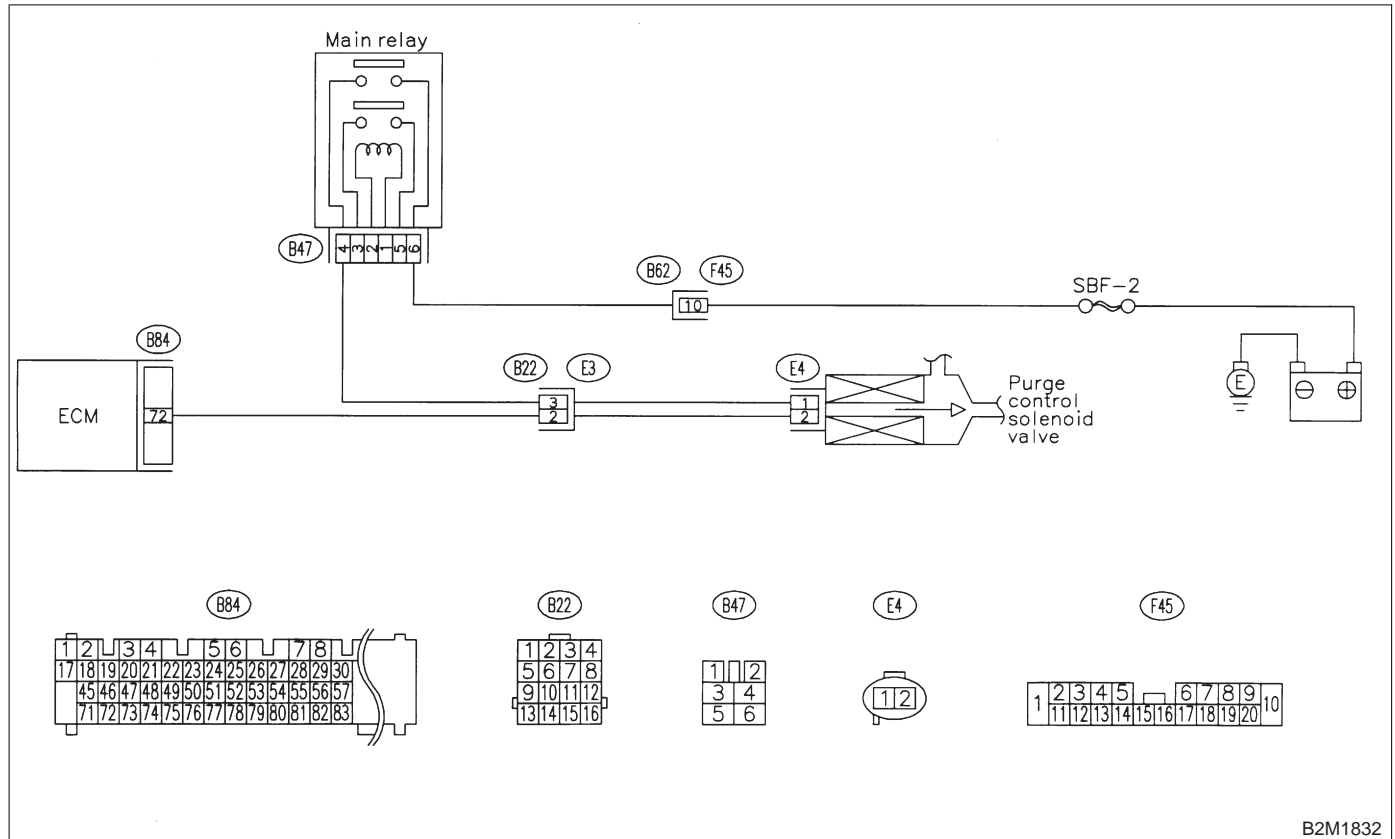 Main relay
B47
4 3 2 1 5 6
B62 F45
10
SBF-2
B84
ECM
72
B22 E3
3
2
E4
1
2
Purge
control
solenoid
valve
E
⊖ ⊕
B84
1 2 3 4 5 6 7 8
17 18 19 20 21 22 23 24 25 26 27 28 29 30
45 46 47 48 49 50 51 52 53 54 55 56 57
71 72 73 74 75 76 77 78 79 80 81 82 83
B22
1 2 3 4
5 6 7 8
9 10 11 12
13 14 15 16
B47
1 2
3 4
5 6
E4
1 2
F45
1 2 3 4 5 6 7 8 9 10
11 12 13 14 15 16 17 18 19 20
B2M1832